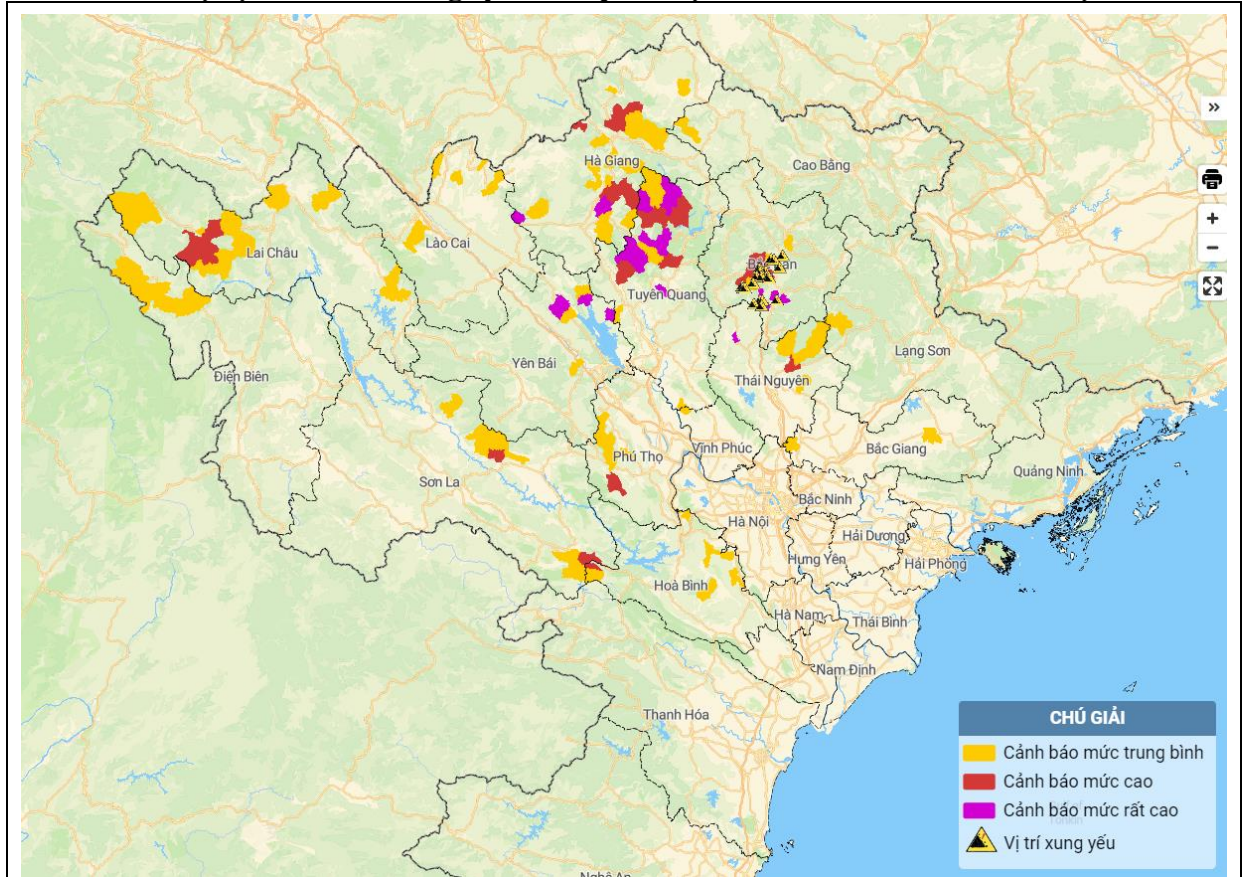 »
Cao Bằng
Hà Giang
+
Lào Cai
−
Lai Châu
Tuyên Quang
Lạng Sơn
Yên Bái
Điện Biên
Thái Nguyên
Phú Thọ
Vĩnh Phúc
Bắc Giang
Quảng Ninh
Sơn La
Bắc Ninh
Hà Nội
Hải Dương
Hưng Yên
Hải Phòng
Hoà Bình
Hà Nam
Thái Bình
Nam Định
Thanh Hóa
CHÚ GIẢI
Cảnh báo mức trung bình
Cảnh báo mức cao
Cảnh báo mức rất cao
Vị trí xung yếu